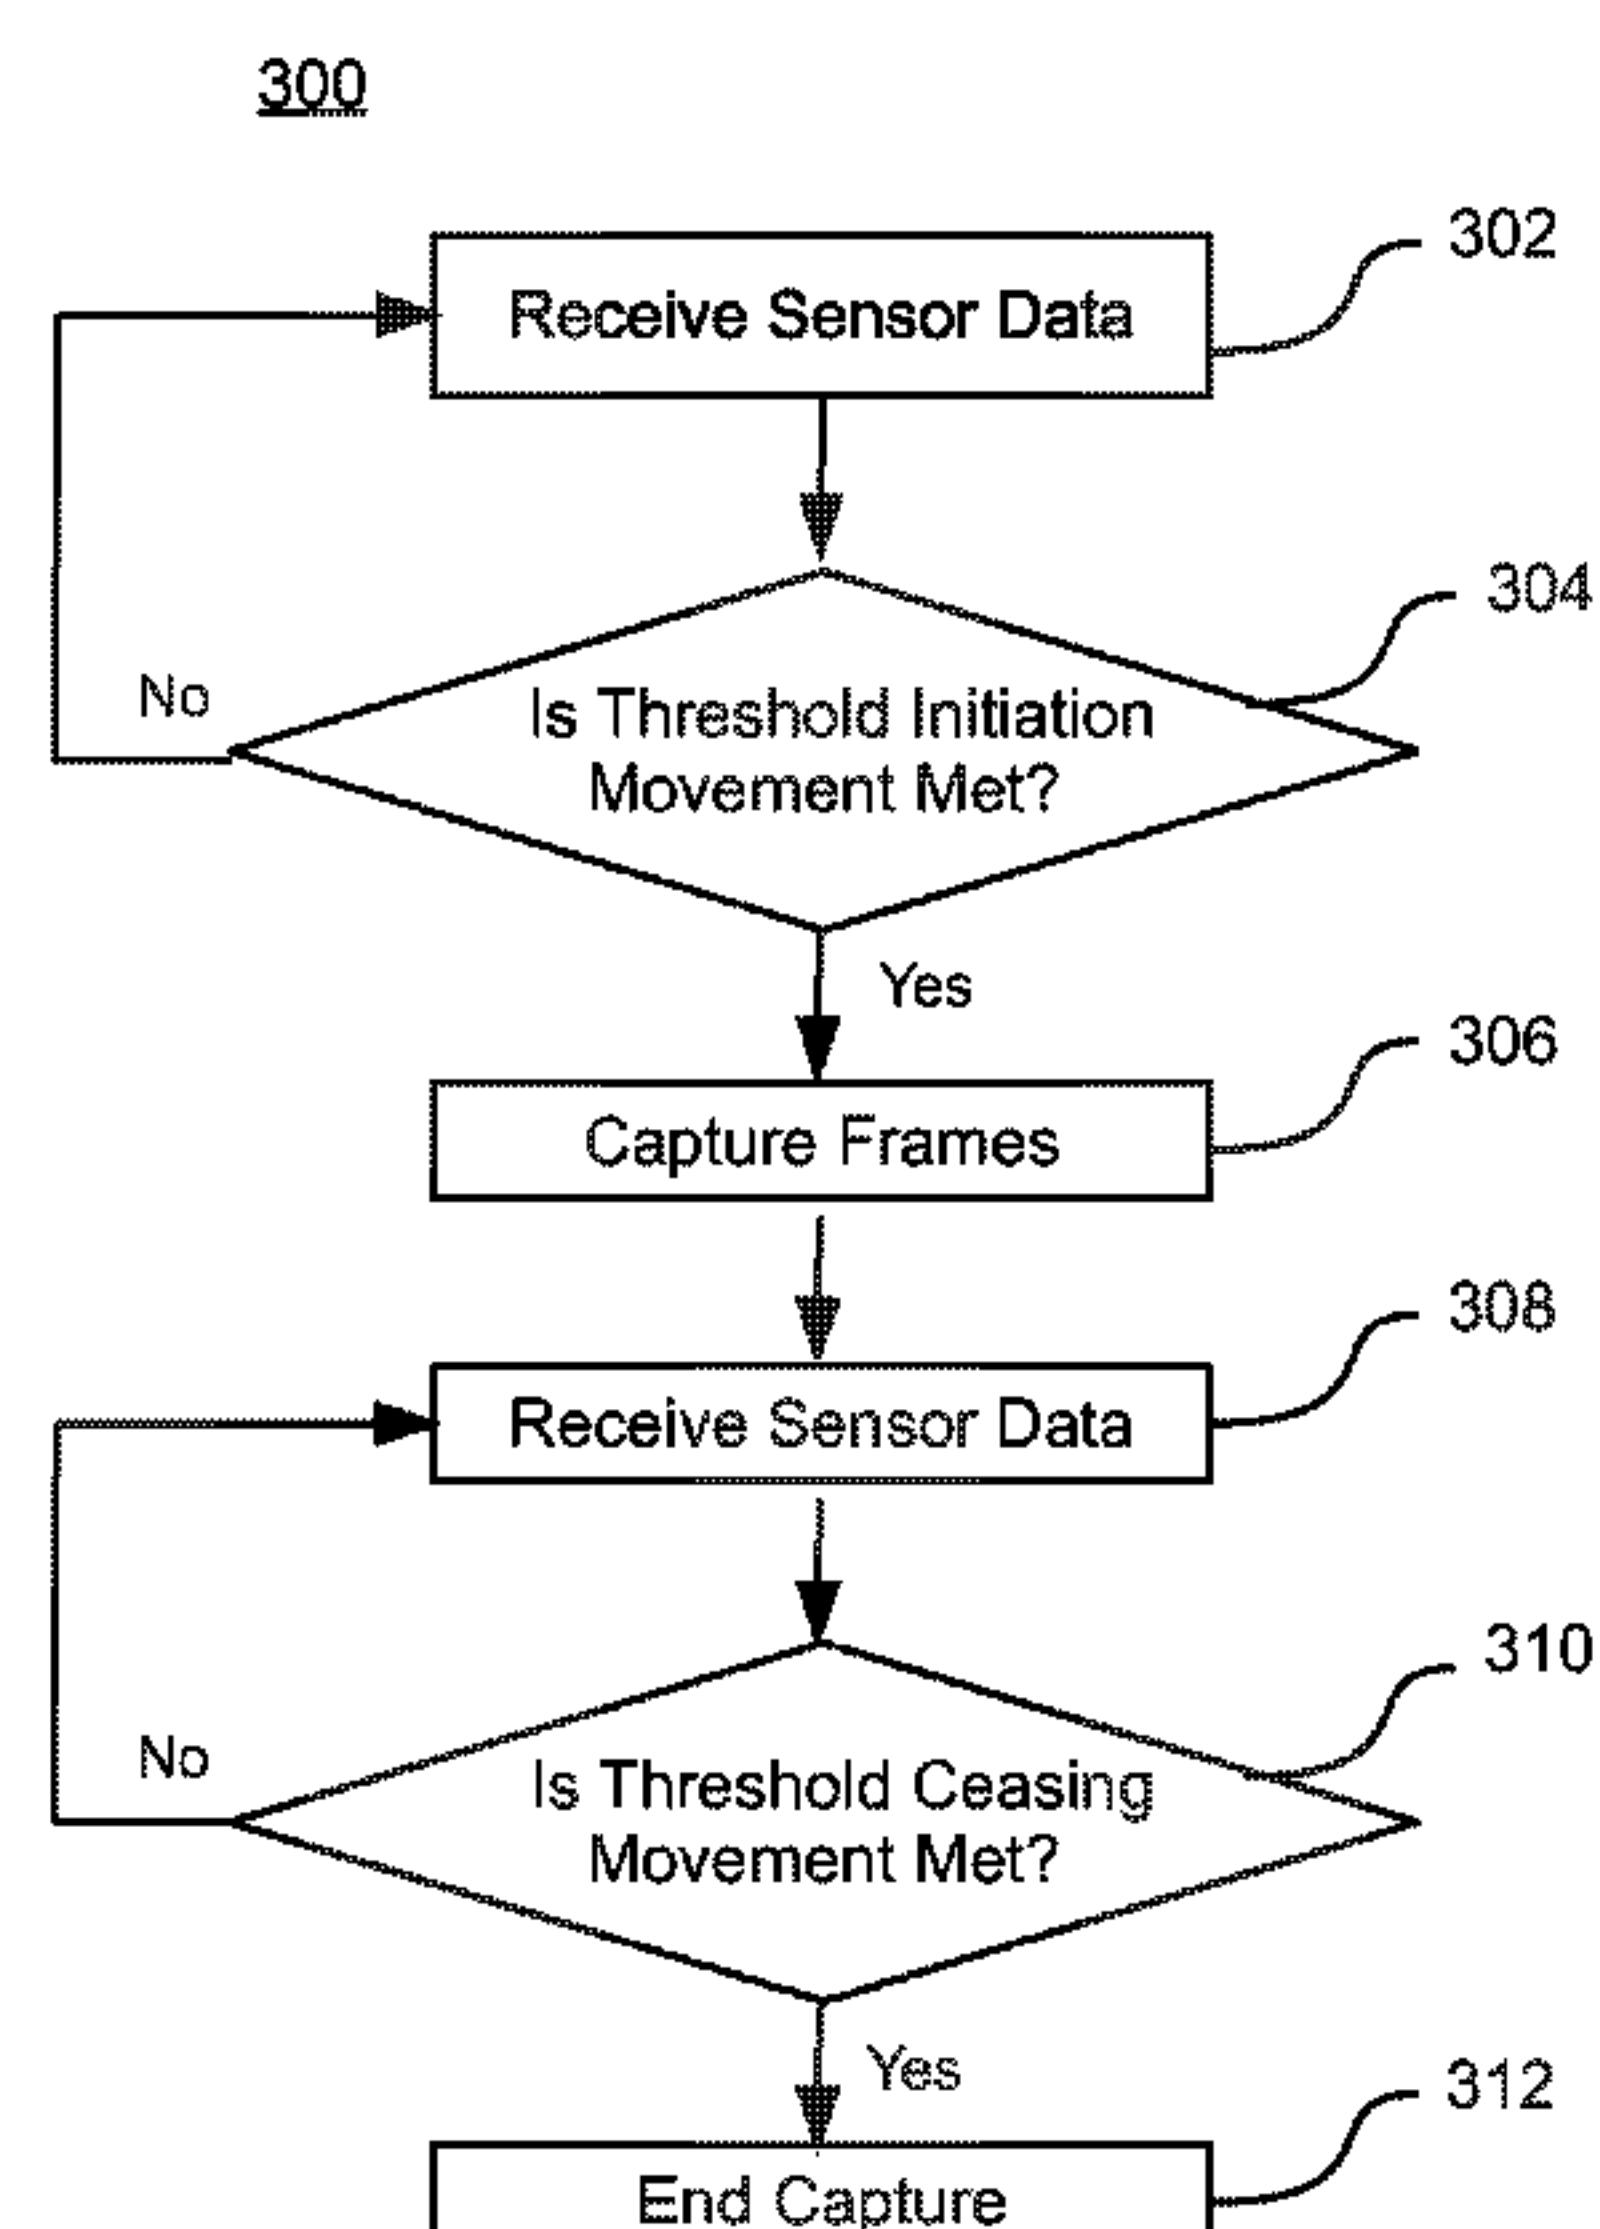 300
Receive Sensor Data
302
Is Threshold Initiation
Movement Met?
304
No
Yes
Capture Frames
306
Receive Sensor Data
308
Is Threshold Ceasing
Movement Met?
310
No
Yes
End Capture
312